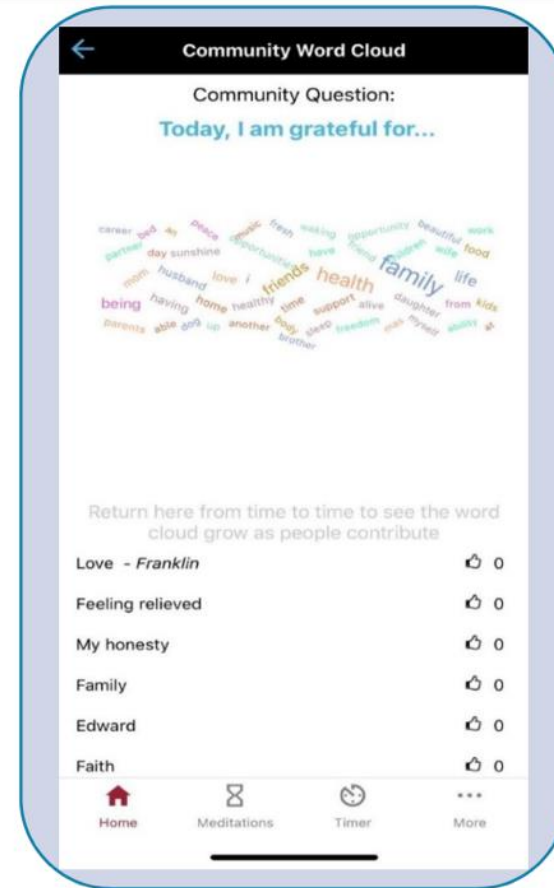 Community Word Cloud
Community Question:
Today, I am grateful for...
career bed an peace music fresh waking opportunity beautiful work
partner day sunshine opportunities have friend children wife food
mom husband love i friends health family life
being having home healthy time support alive daughter from kids
parents able dog up another body sleep freedom man myself ability at
brother
Return here from time to time to see the word
cloud grow as people contribute
Love - Franklin 0
Feeling relieved 0
My honesty 0
Family 0
Edward 0
Faith 0
Home Meditations Timer More